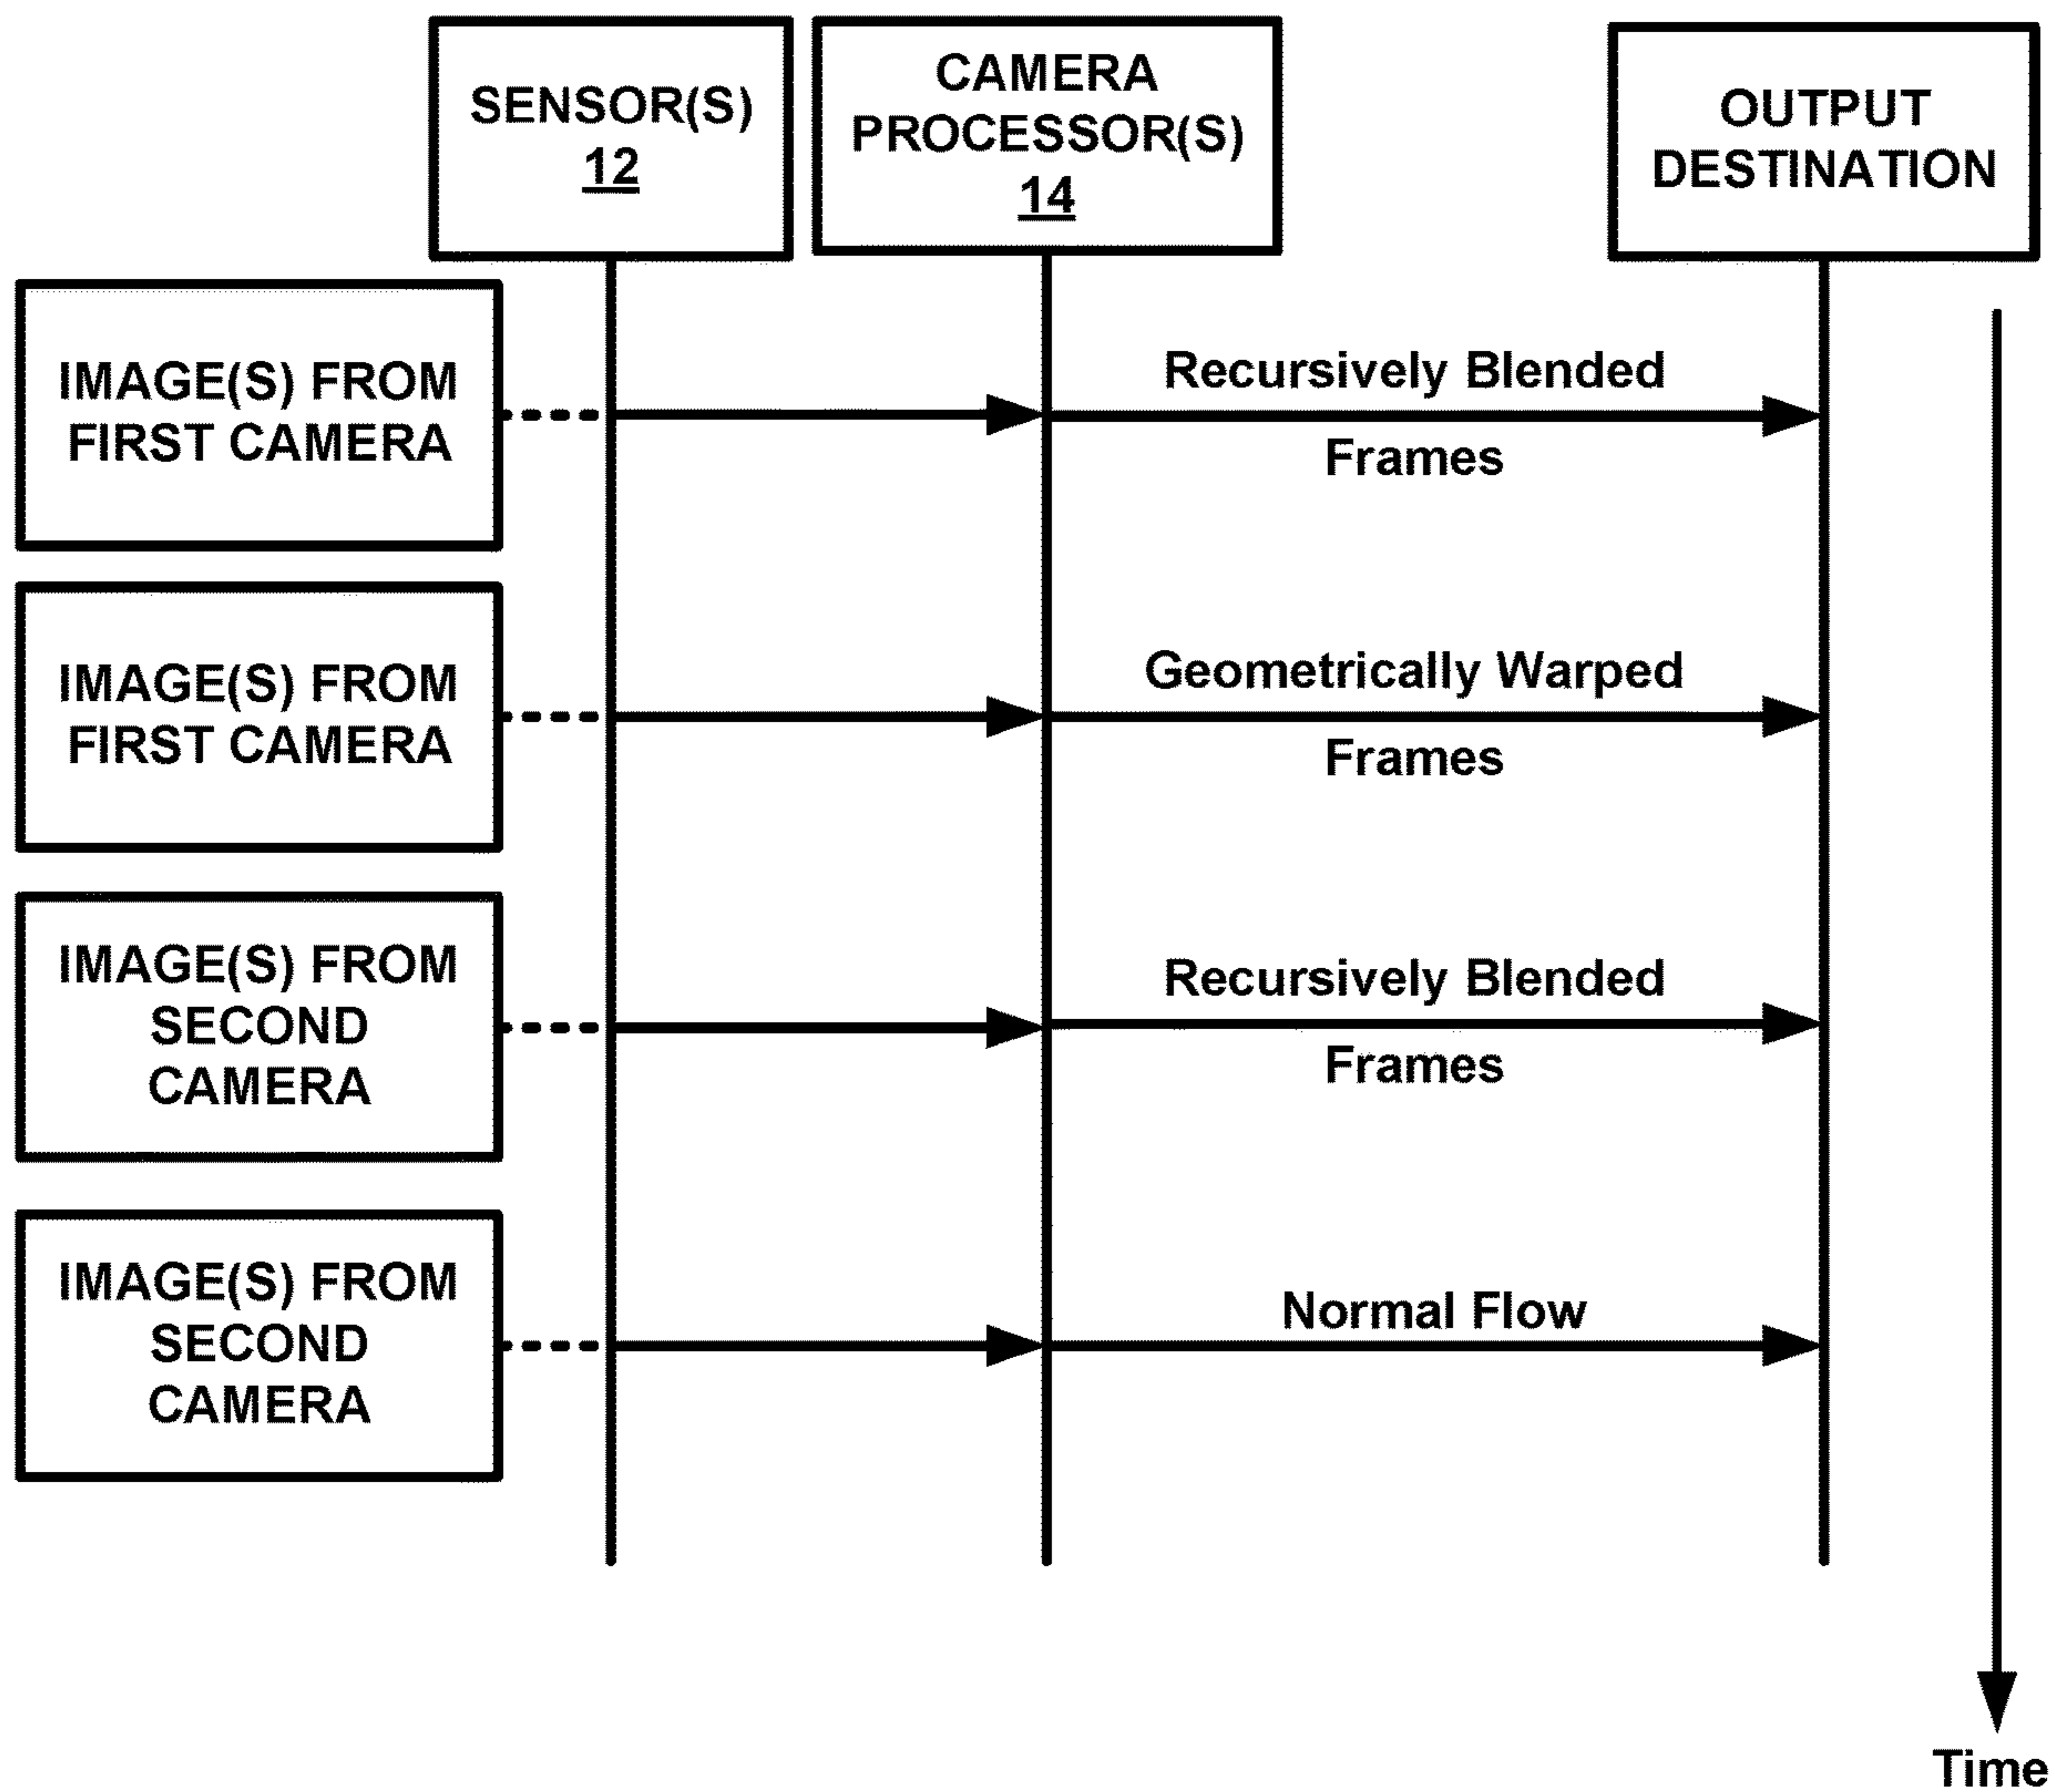 SENSOR(S)
12
CAMERA
PROCESSOR(S)
14
OUTPUT
DESTINATION
IMAGE(S) FROM
FIRST CAMERA
Recursively Blended
Frames
IMAGE(S) FROM
FIRST CAMERA
Geometrically Warped
Frames
IMAGE(S) FROM
SECOND
CAMERA
Recursively Blended
Frames
IMAGE(S) FROM
SECOND
CAMERA
Normal Flow
Time